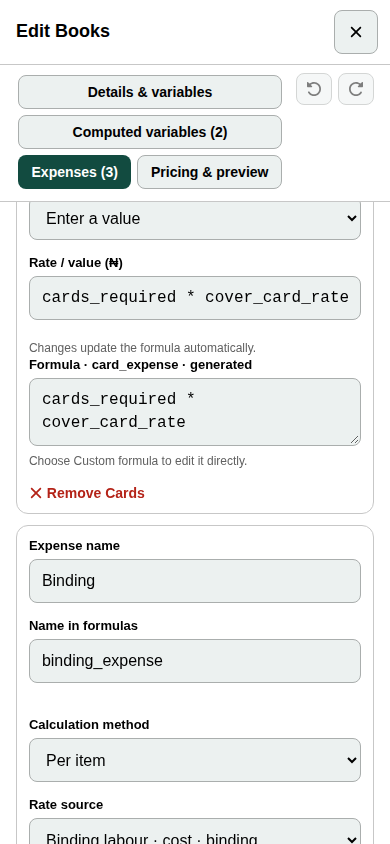 Edit Books
Details & variables
Computed variables (2)
Expenses (3)
Pricing & preview
Enter a value
Rate / value (₦)
cards_required * cover_card_rate
Changes update the formula automatically.
Formula · card_expense · generated
cards_required *
cover_card_rate
Choose Custom formula to edit it directly.
Remove Cards
Expense name
Binding
Name in formulas
binding_expense
Calculation method
Per item
Rate source
Binding labour · cost · binding